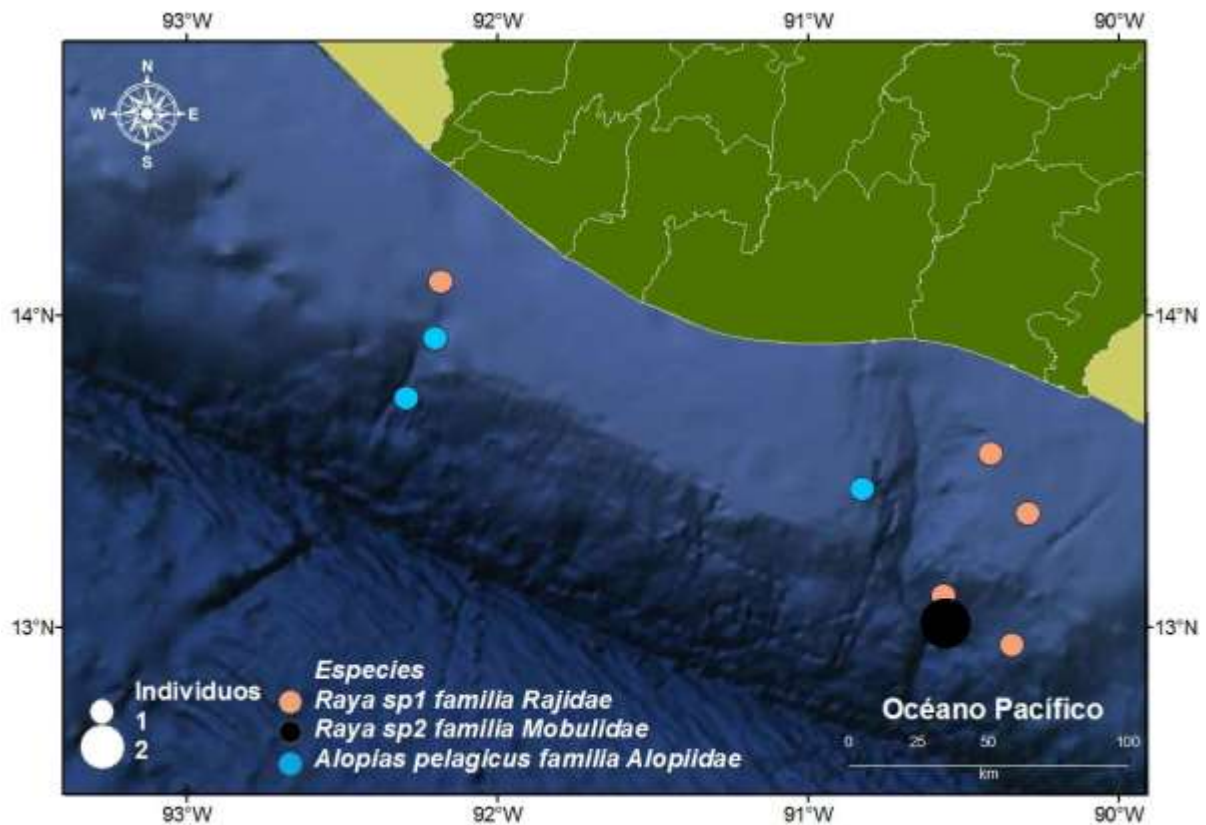 93°W 92°W 91°W 90°W
N
W E
S
14°N 14°N
13°N 13°N
Individuos
1
2
Especies
Raya sp1 familia Rajidae
Raya sp2 familia Mobulidae
Alopias pelagicus familia Alopiidae
Océano Pacífico
0 25 50 100
km
93°W 92°W 91°W 90°W